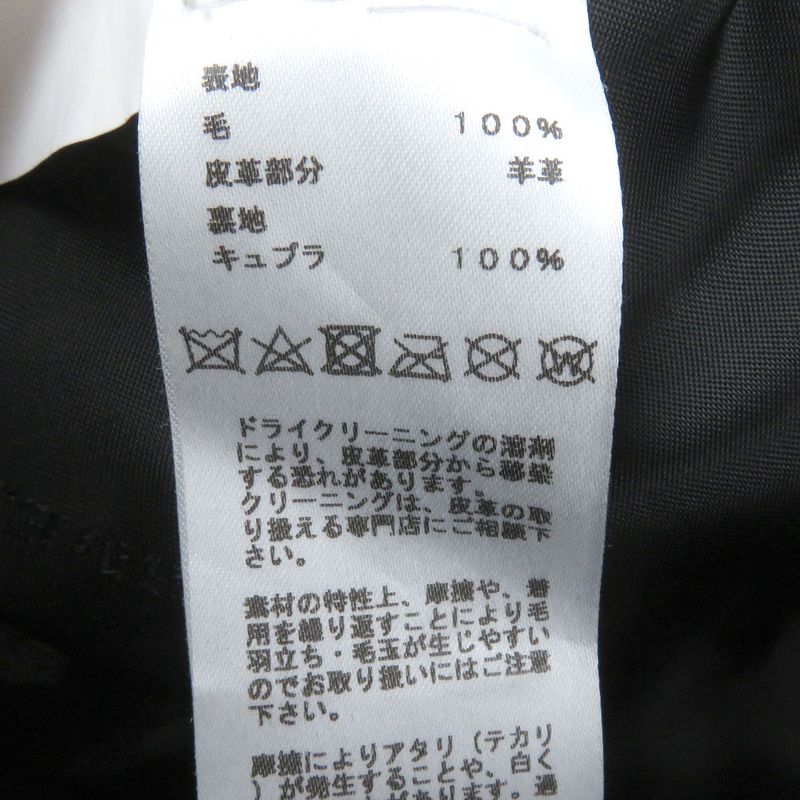 表地
毛 100%
皮革部分 羊革
裏地
キュプラ 100%
W
ドライクリーニングの溶剤
により、皮革部分から移染
する恐れがあります。
クリーニングは、皮革の取
り扱える専門店にご相談下
さい。
素材の特性上、摩擦や、着
用を繰り返すことにより毛
羽立ち・毛玉が生じやすい
のでお取り扱いにはご注意
下さい。
摩擦によりアタリ(テカリ
)が発生することや、白く
があります。過